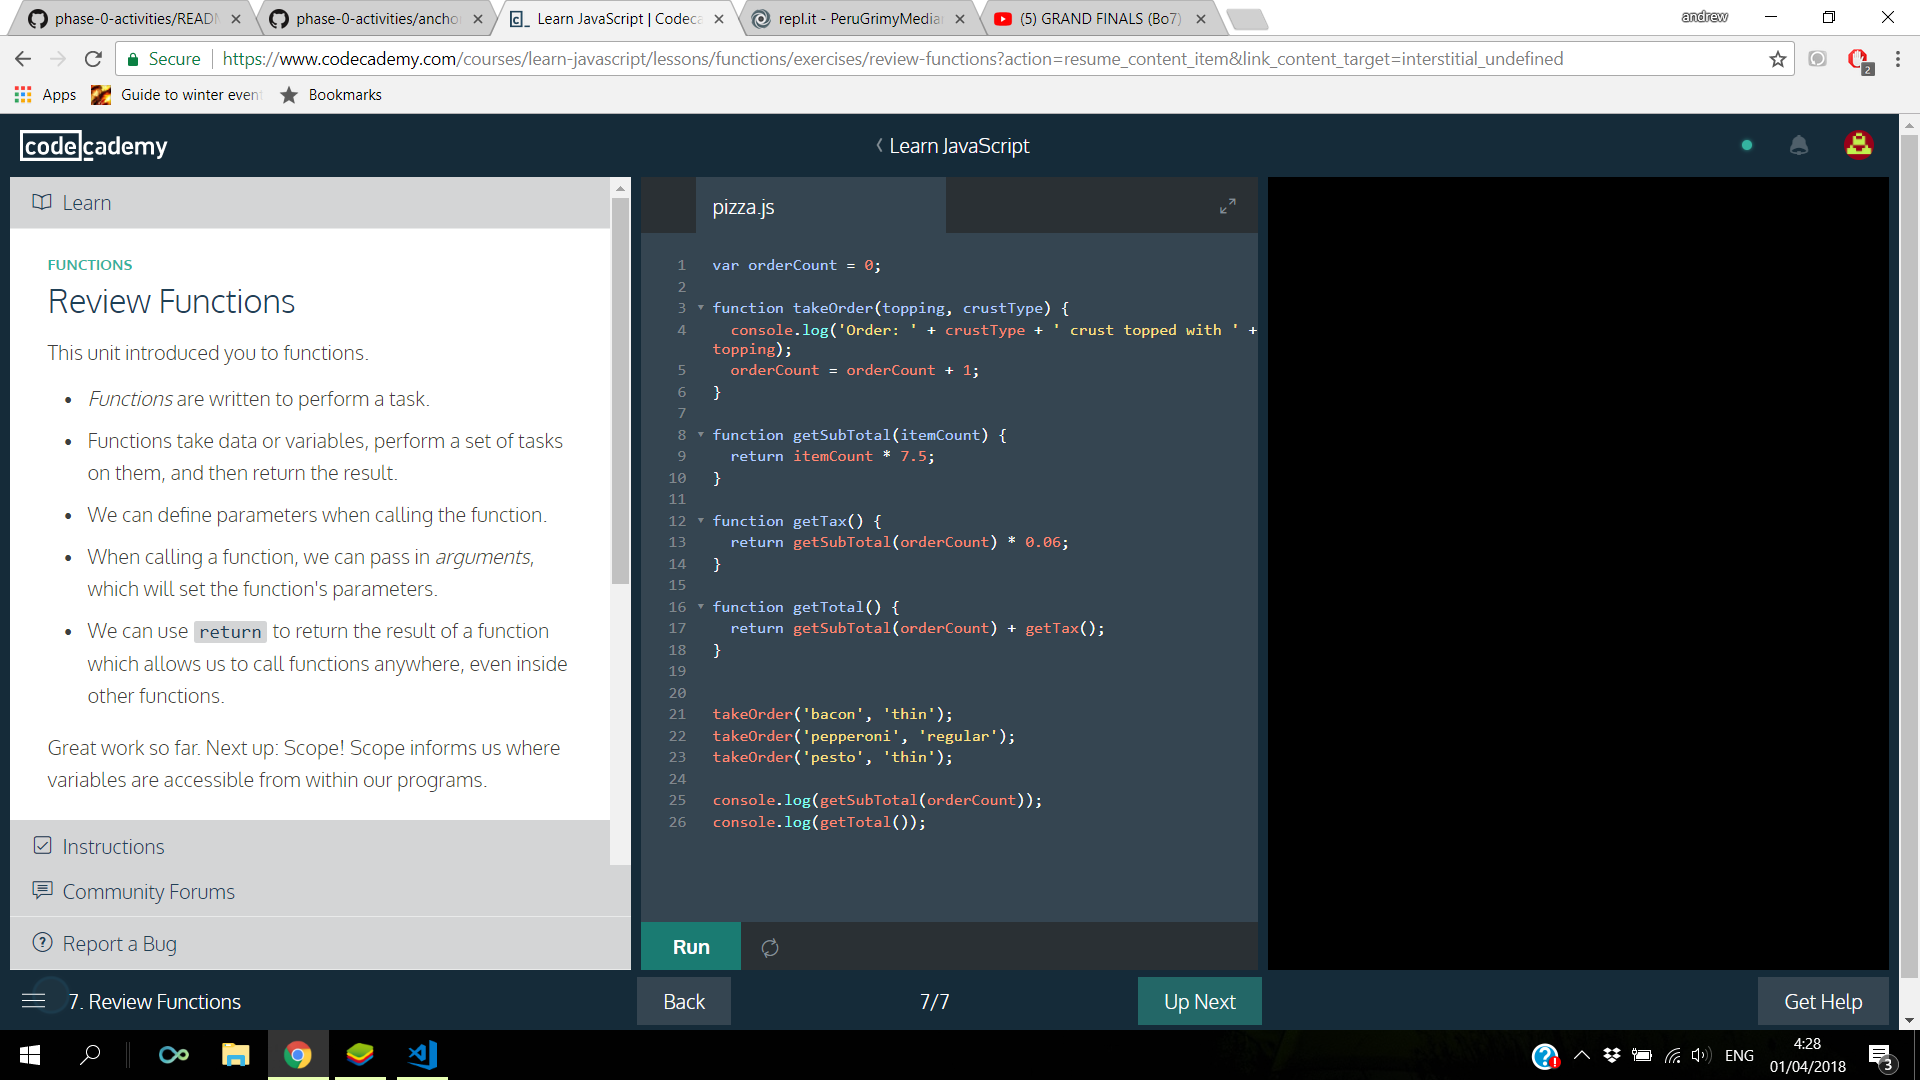 phase-0-activities/READM
phase-0-activities/ancho
Learn JavaScript | Codeca
repl.it - PeruGrimyMedia
(5) GRAND FINALS (Bo7)
andrew
Secure
https://www.codecademy.com/courses/learn-javascript/lessons/functions/exercises/review-functions?action=resume_content_item&link_content_target=interstitial_undefined
2
Apps
Guide to winter even
Bookmarks
codecademy
Learn JavaScript
Learn
FUNCTIONS
Review Functions
This unit introduced you to functions.
• Functions are written to perform a task.
• Functions take data or variables, perform a set of tasks
on them, and then return the result.
• We can define parameters when calling the function.
• When calling a function, we can pass in arguments,
which will set the function's parameters.
• We can use return to return the result of a function
which allows us to call functions anywhere, even inside
other functions.
Great work so far. Next up: Scope! Scope informs us where
variables are accessible from within our programs.
Instructions
Community Forums
Report a Bug
pizza.js
1 var orderCount = 0;
2
3 function takeOrder(topping, crustType) {
4 console.log('Order: ' + crustType + ' crust topped with ' +
topping);
5 orderCount = orderCount + 1;
6 }
7
8 function getSubTotal(itemCount) {
9 return itemCount * 7.5;
10 }
11
12 function getTax() {
13 return getSubTotal(orderCount) * 0.06;
14 }
15
16 function getTotal() {
17 return getSubTotal(orderCount) + getTax();
18 }
19
20
21 takeOrder('bacon', 'thin');
22 takeOrder('pepperoni', 'regular');
23 takeOrder('pesto', 'thin');
24
25 console.log(getSubTotal(orderCount));
26 console.log(getTotal());
Run
7. Review Functions
Back
7/7
Up Next
Get Help
ENG
4:28
01/04/2018
3